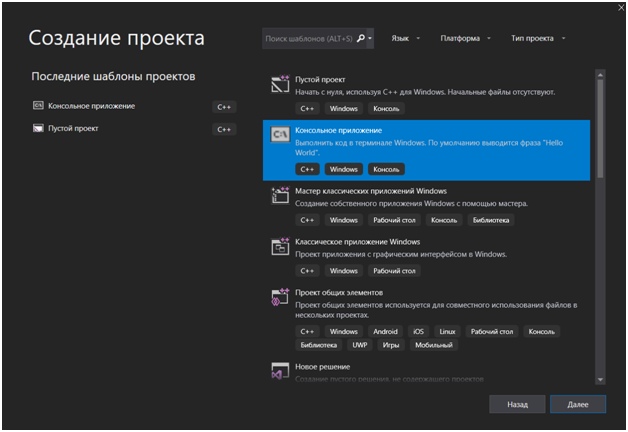 Создание проекта
Поиск шаблонов (ALT+S)
Язык
Платформа
Тип проекта
Последние шаблоны проектов
Консольное приложение
C++
Пустой проект
C++
Пустой проект
Начать с нуля, используя C++ для Windows. Начальные файлы отсутствуют.
C++ Windows Консоль
Консольное приложение
Выполнить код в терминале Windows. По умолчанию выводится фраза "Hello
World".
C++ Windows Консоль
Мастер классических приложений Windows
Создание собственного приложения Windows с помощью мастера.
C++ Windows Рабочий стол Консоль Библиотека
Классическое приложение Windows
Проект приложения с графическим интерфейсом в Windows.
C++ Windows Рабочий стол
Проект общих элементов
Проект общих элементов используется для совместного использования файлов в
нескольких проектах.
C++ Windows Android iOS Linux Рабочий стол Консоль
Библиотека UWP Игры Мобильный
Новое решение
Создание пустого решения, не содержащего проектов
Назад
Далее